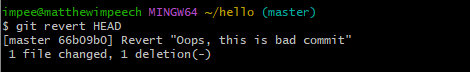 impee@matthewimpeech MINGW64 ~/hello (master)
$ git revert HEAD
[master 66b09b0] Revert "Oops, this is bad commit"
 1 file changed, 1 deletion(-)